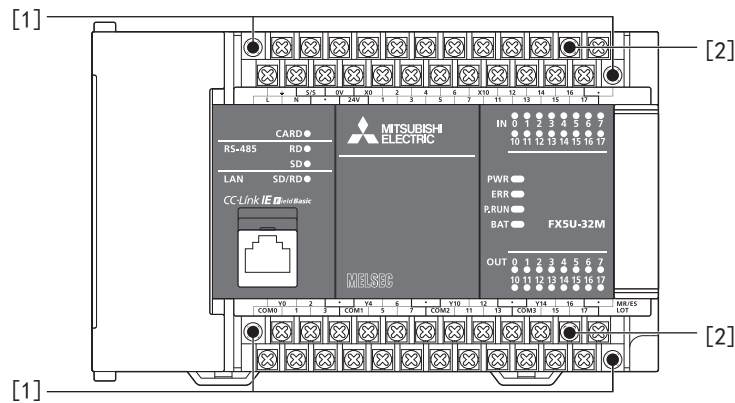 [1]
[2]
⏚ S/S 0V X0 2 4 6 X10 12 14 16 •
L N • 24V 1 3 5 7 11 13 15 17
CARD
RS-485 RD
SD
LAN SD/RD
CC-Link IE Field Basic
MITSUBISHI
ELECTRIC
MELSEC
IN 0 1 2 3 4 5 6 7
10 11 12 13 14 15 16 17
PWR
ERR
P.RUN
BAT FX5U-32M
OUT 0 1 2 3 4 5 6 7
10 11 12 13 14 15 16 17
Y0 2 • Y4 6 • Y10 12 • Y14 16 • MR/ES
COM0 1 3 COM1 5 7 COM2 11 13 COM3 15 17 LOT
[2]
[1]